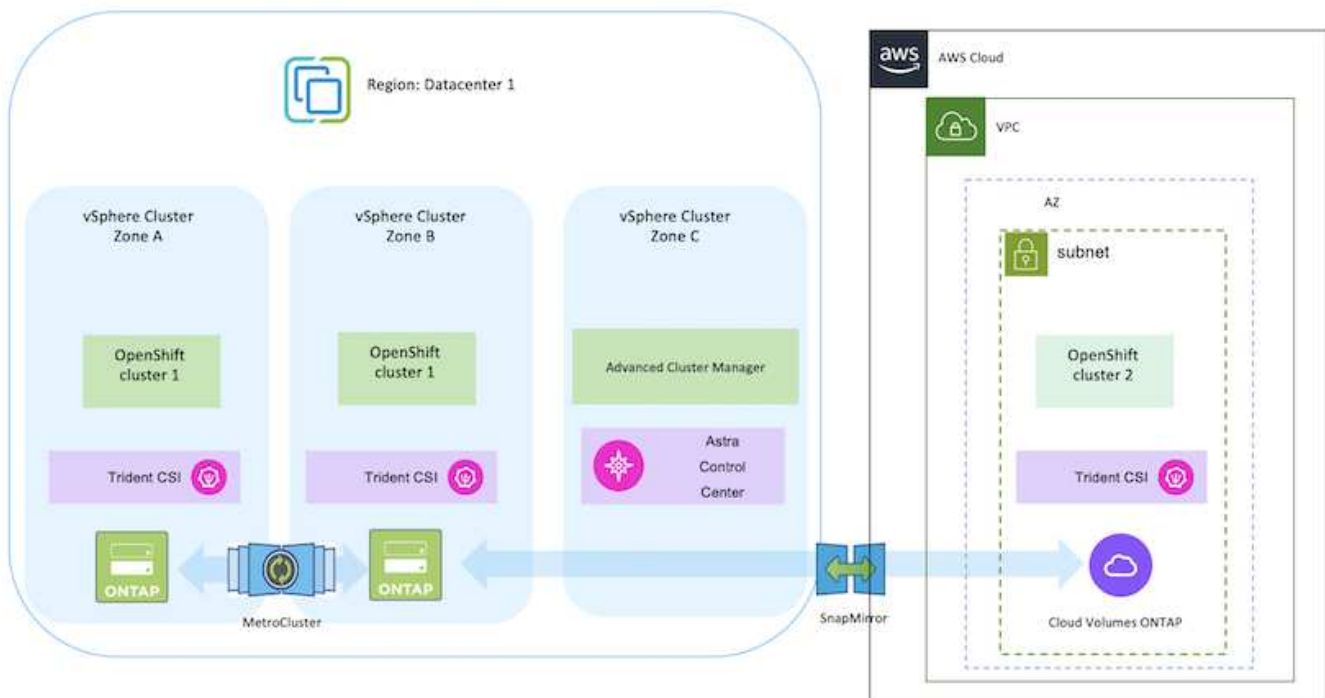 Region: Datacenter 1
aws
AWS Cloud
VPC
AZ
subnet
vSphere Cluster
Zone A
vSphere Cluster
Zone B
vSphere Cluster
Zone C
OpenShift
cluster 1
OpenShift
cluster 1
Advanced Cluster Manager
OpenShift
cluster 2
Trident CSI
Trident CSI
Astra
Control
Center
Trident CSI
ONTAP
ONTAP
MetroCluster
SnapMirror
Cloud Volumes ONTAP